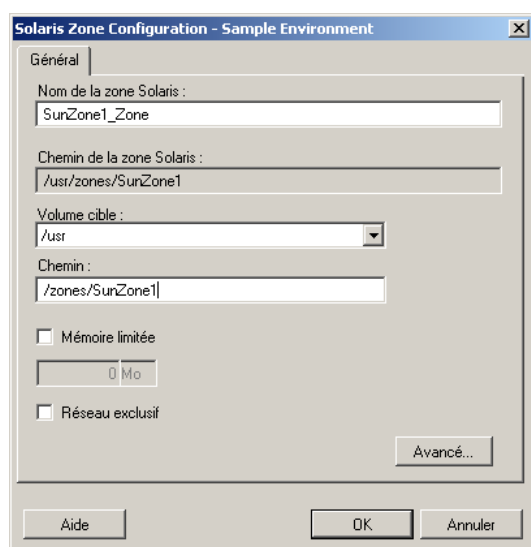 Solaris Zone Configuration - Sample Environment
Général
Nom de la zone Solaris :
SunZone1_Zone
Chemin de la zone Solaris :
/usr/zones/SunZone1
Volume cible :
/usr
Chemin :
/zones/SunZone1
Mémoire limitée
0 Mo
Réseau exclusif
Avancé...
Aide OK Annuler